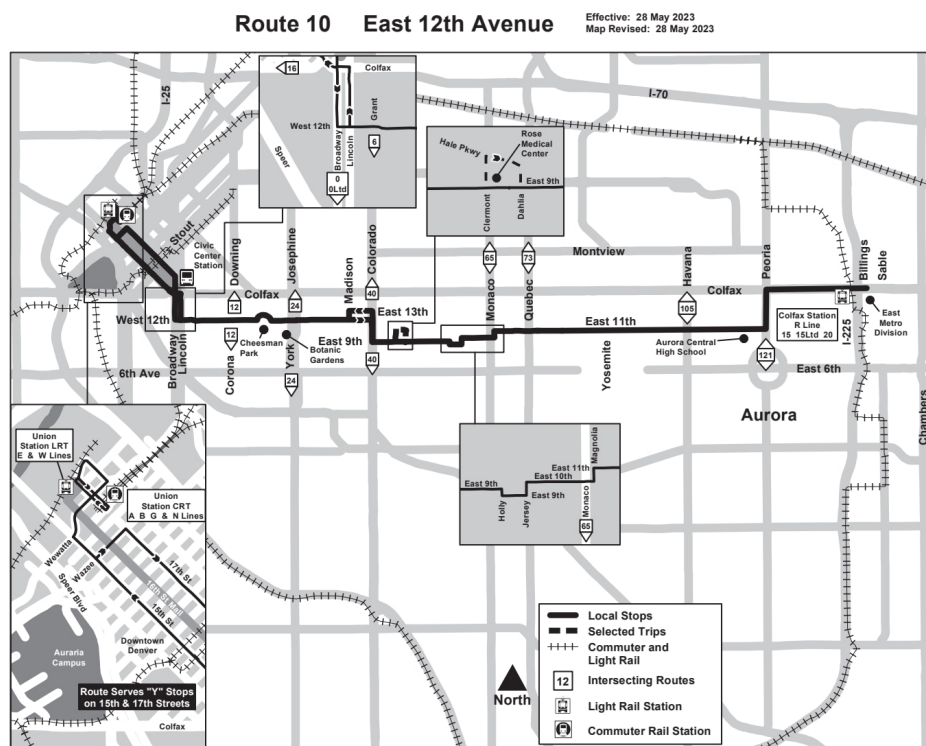 Route 10 East 12th Avenue
Effective: 28 May 2023
Map Revised: 28 May 2023
I-25
I-70
16
Colfax
Grant
West 12th
Broadway
Lincoln
6
Speer
0
0Ltd
Rose
Medical
Center
Hale Pkwy
East 9th
Clermont
Dahlia
Stout
Civic
Center
Station
Downing
Josephine
Madison
Colorado
65
73
Montview
Monaco
Quebec
Havana
Peoria
Billings
Sable
12
Colfax
24
40
105
Colfax
West 12th
East 13th
East 11th
Colfax Station
R Line
15 15Ltd 20
I-225
East
Metro
Division
12
Cheesman
Park
Botanic
Gardens
East 9th
Aurora Central
High School
6th Ave
Broadway
Lincoln
Corona
York
24
40
Yosemite
121
East 6th
Aurora
Chambers
Union
Station LRT
E & W Lines
Union
Station CRT
A B G & N Lines
Wewatta
Wazee
17th St
16th St Mall
15th St
Speer Blvd
Auraria
Campus
Downtown
Denver
Route Serves "Y" Stops
on 15th & 17th Streets
Colfax
Magnolia
East 11th
East 10th
East 9th
East 9th
Holly
Jersey
Monaco
65
North
Local Stops
Selected Trips
Commuter and
Light Rail
12 Intersecting Routes
Light Rail Station
Commuter Rail Station